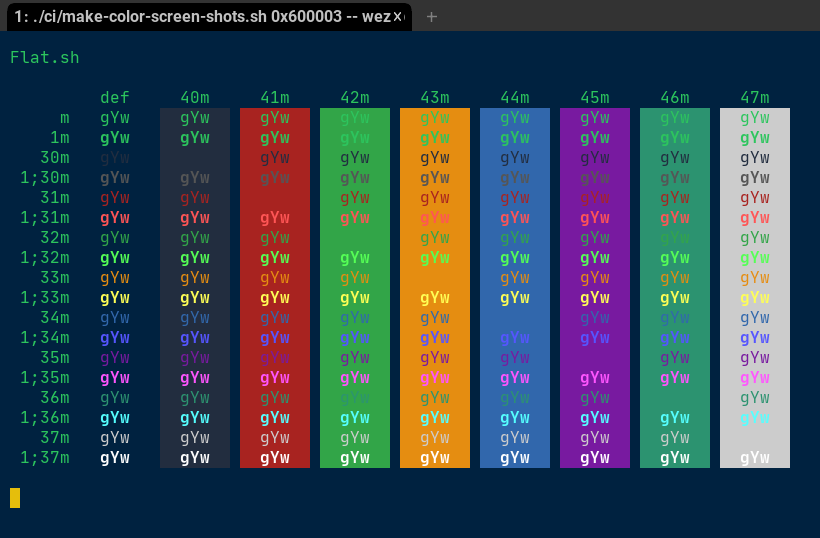 1: ./ci/make-color-screen-shots.sh 0x600003 -- wez
Flat.sh
def 40m 41m 42m 43m 44m 45m 46m 47m
m gYw gYw gYw gYw gYw gYw gYw gYw gYw
1m gYw gYw gYw gYw gYw gYw gYw gYw gYw
30m gYw gYw gYw gYw gYw gYw gYw gYw
1;30m gYw gYw gYw gYw gYw gYw gYw gYw gYw
31m gYw gYw gYw gYw gYw gYw gYw gYw
1;31m gYw gYw gYw gYw gYw gYw gYw gYw gYw
32m gYw gYw gYw gYw gYw gYw gYw gYw
1;32m gYw gYw gYw gYw gYw gYw gYw gYw gYw
33m gYw gYw gYw gYw gYw gYw gYw gYw
1;33m gYw gYw gYw gYw gYw gYw gYw gYw gYw
34m gYw gYw gYw gYw gYw gYw gYw gYw
1;34m gYw gYw gYw gYw gYw gYw gYw gYw gYw
35m gYw gYw gYw gYw gYw gYw gYw gYw
1;35m gYw gYw gYw gYw gYw gYw gYw gYw gYw
36m gYw gYw gYw gYw gYw gYw gYw gYw
1;36m gYw gYw gYw gYw gYw gYw gYw gYw gYw
37m gYw gYw gYw gYw gYw gYw gYw gYw
1;37m gYw gYw gYw gYw gYw gYw gYw gYw gYw